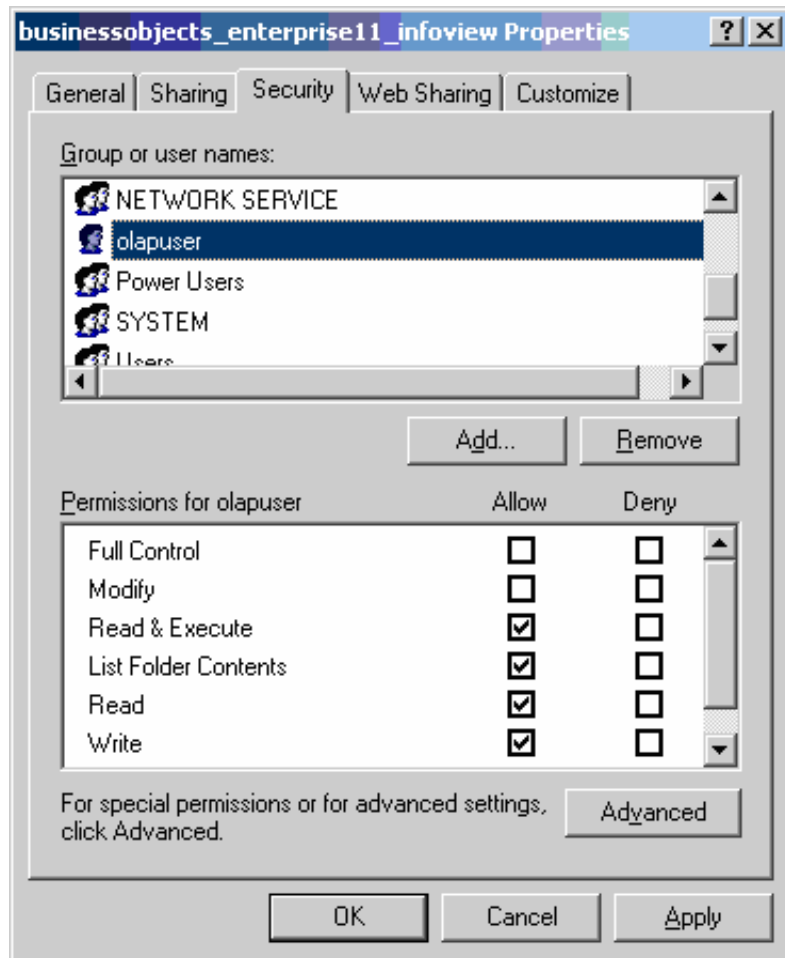 businessobjects_enterprise11_infoview Properties
General Sharing Security Web Sharing Customize
Group or user names:
NETWORK SERVICE
olapuser
Power Users
SYSTEM
Users
Add... Remove
Permissions for olapuser Allow Deny
Full Control
Modify
Read & Execute
List Folder Contents
Read
Write
For special permissions or for advanced settings,
click Advanced.
Advanced
OK Cancel Apply